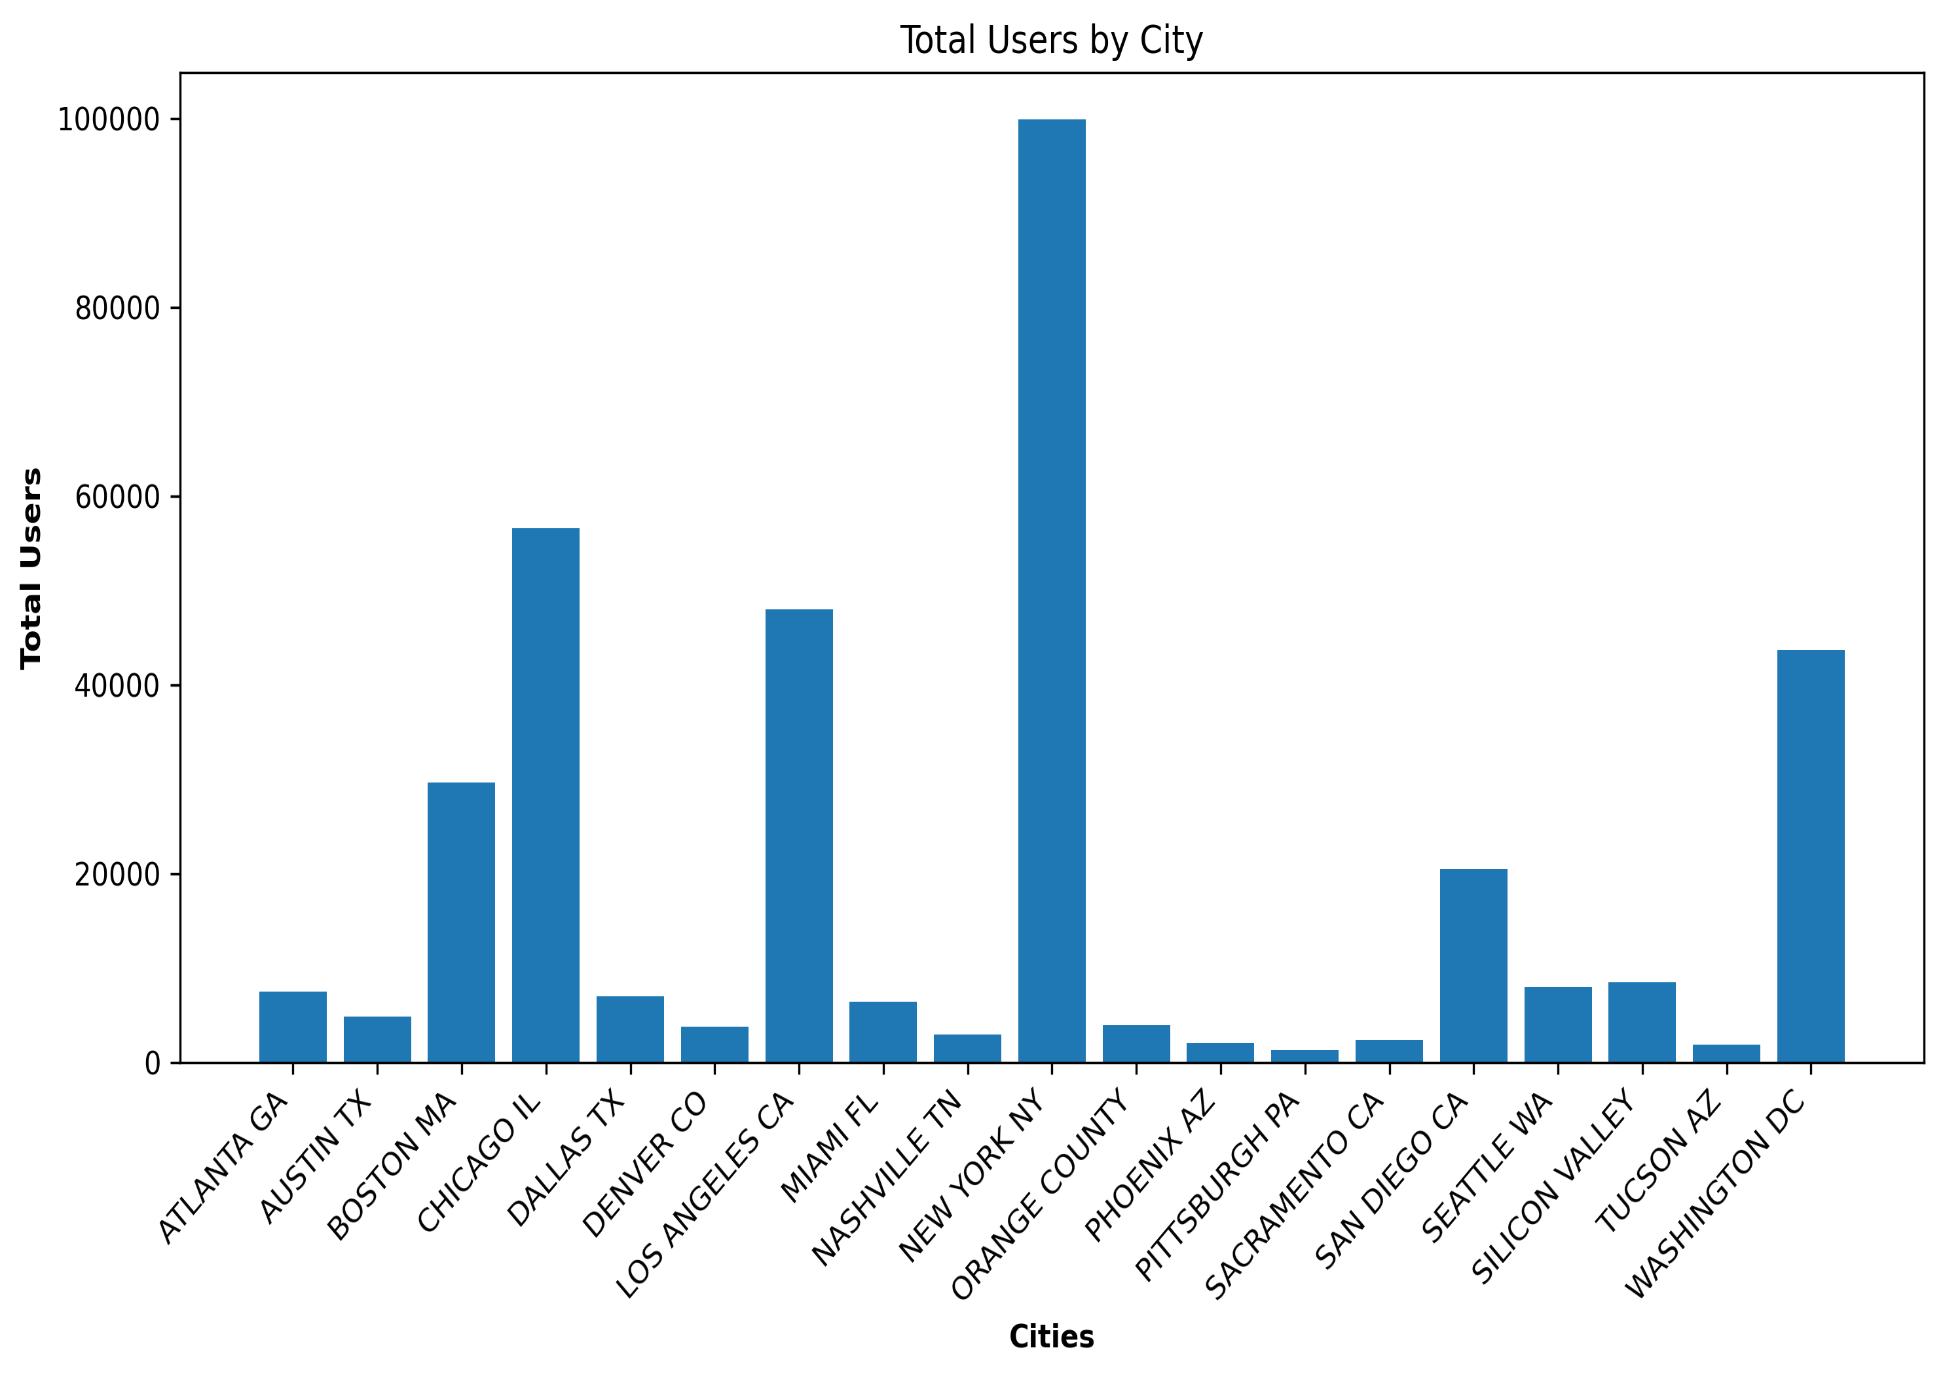 Total Users by City
Total Users
100000
80000
60000
40000
20000
0
ATLANTA GA
AUSTIN TX
BOSTON MA
CHICAGO IL
DALLAS TX
DENVER CO
LOS ANGELES CA
MIAMI FL
NASHVILLE TN
NEW YORK NY
ORANGE COUNTY
PHOENIX AZ
PITTSBURGH PA
SACRAMENTO CA
SAN DIEGO CA
SEATTLE WA
SILICON VALLEY
TUCSON AZ
WASHINGTON DC
Cities